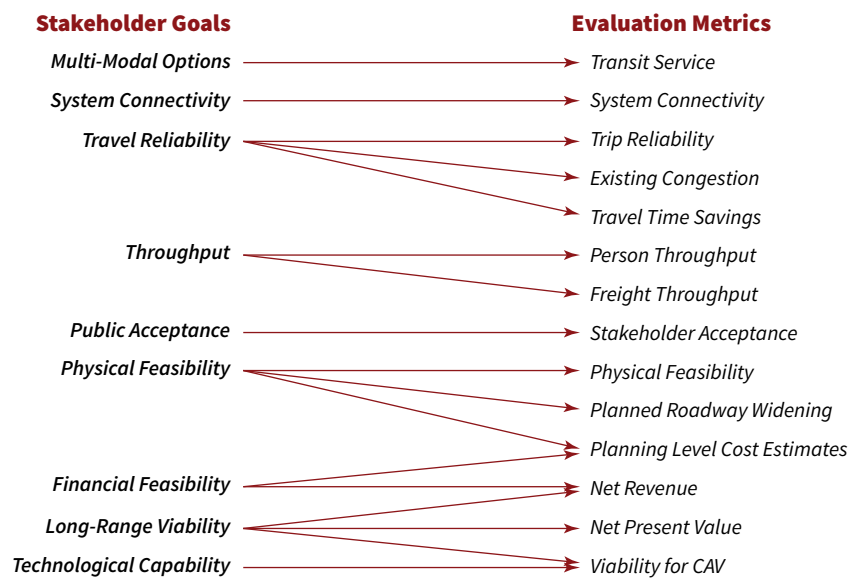 Stakeholder Goals Evaluation Metrics
Multi-Modal Options Transit Service
System Connectivity System Connectivity
Travel Reliability Trip Reliability
Existing Congestion
Travel Time Savings
Throughput Person Throughput
Freight Throughput
Public Acceptance Stakeholder Acceptance
Physical Feasibility Physical Feasibility
Planned Roadway Widening
Planning Level Cost Estimates
Financial Feasibility Net Revenue
Long-Range Viability Net Present Value
Technological Capability Viability for CAV